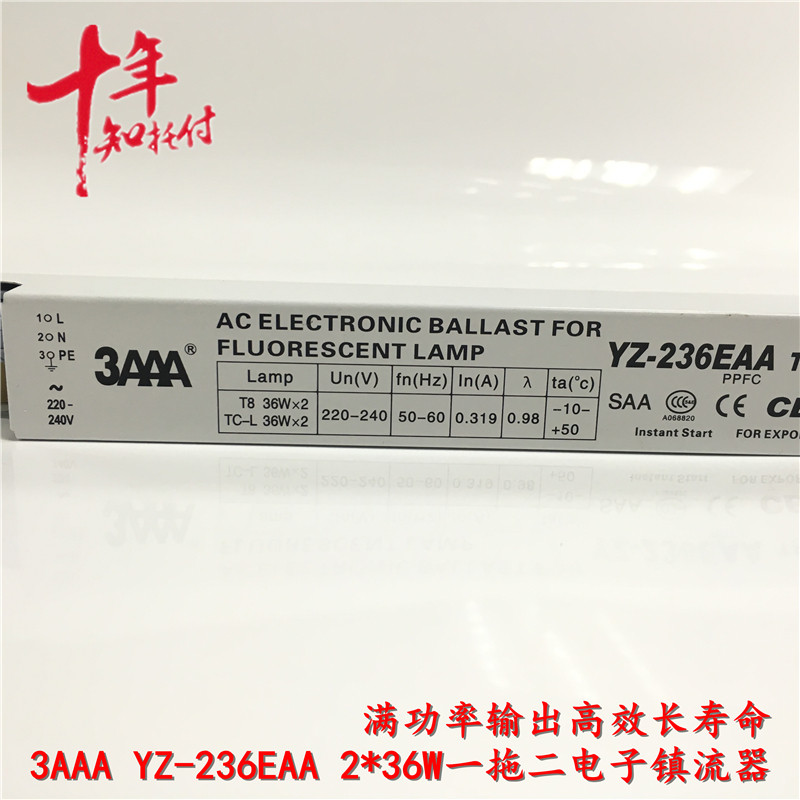 十年
知托付
1 L
2 N
3 PE
~
220-
240V
3AAA®
AC ELECTRONIC BALLAST FOR
FLUORESCENT LAMP
Lamp Un(V) fn(Hz) In(A) λ ta(℃)
T8 36W×2
TC-L 36W×2 220-240 50-60 0.319 0.98 -10-
+50
YZ-236EAA T
PPFC
SAA CCC CE
A068820
Instant Start FOR EXPO
满功率输出高效长寿命
3AAA YZ-236EAA 2*36W一拖二电子镇流器